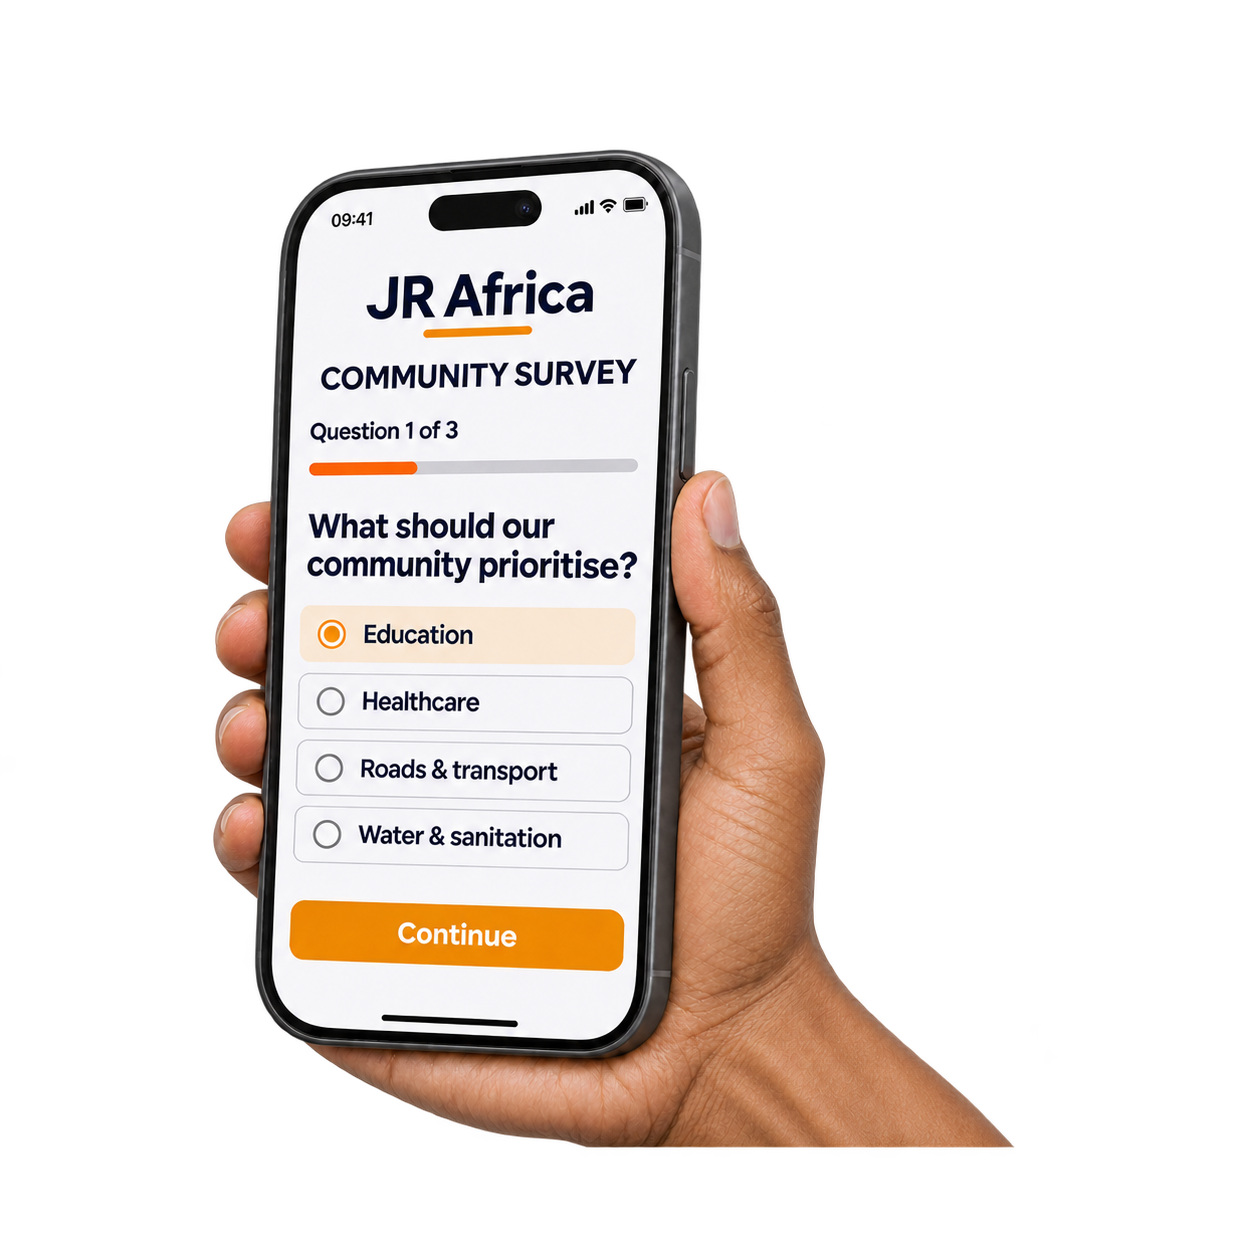 09:41
JR Africa
COMMUNITY SURVEY
Question 1 of 3
What should our
community prioritise?
Education
Healthcare
Roads & transport
Water & sanitation
Continue